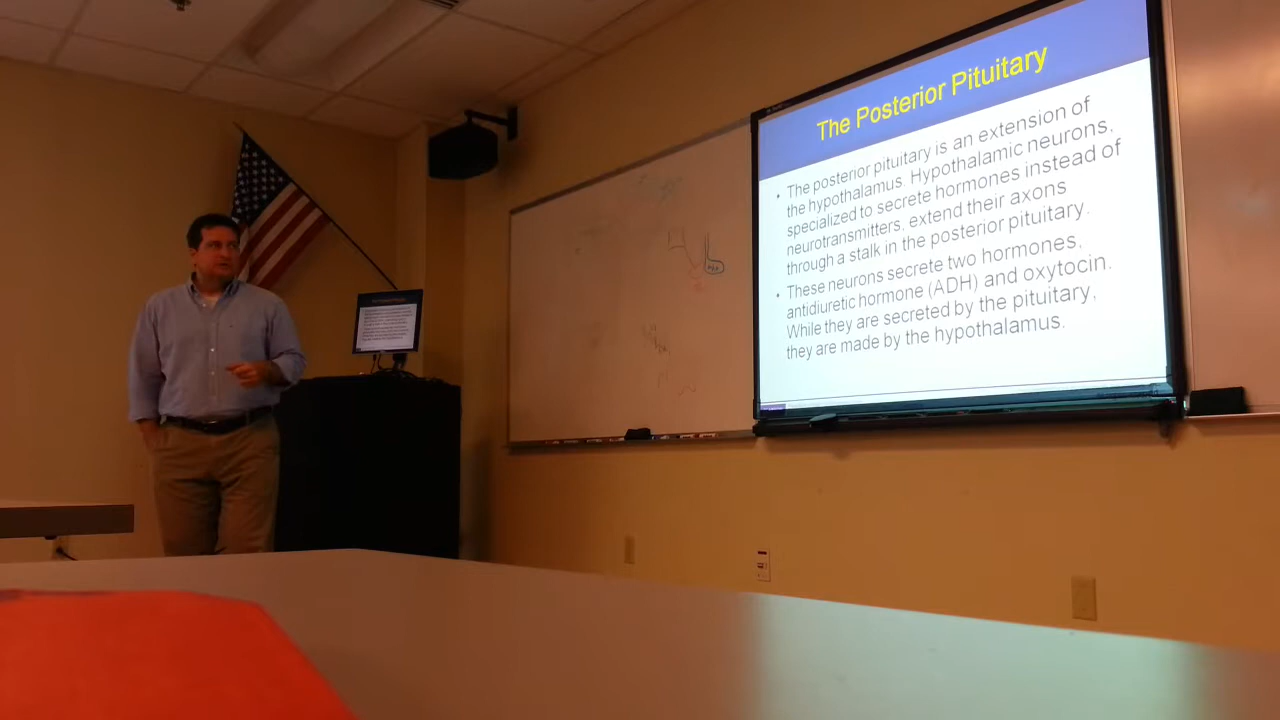 The Posterior Pituitary
• The posterior pituitary is an extension of
the hypothalamus. Hypothalamic neurons,
specialized to secrete hormones instead of
neurotransmitters, extend their axons
through a stalk in the posterior pituitary.
• These neurons secrete two hormones,
antidiuretic hormone (ADH) and oxytocin.
While they are secreted by the pituitary,
they are made by the hypothalamus.